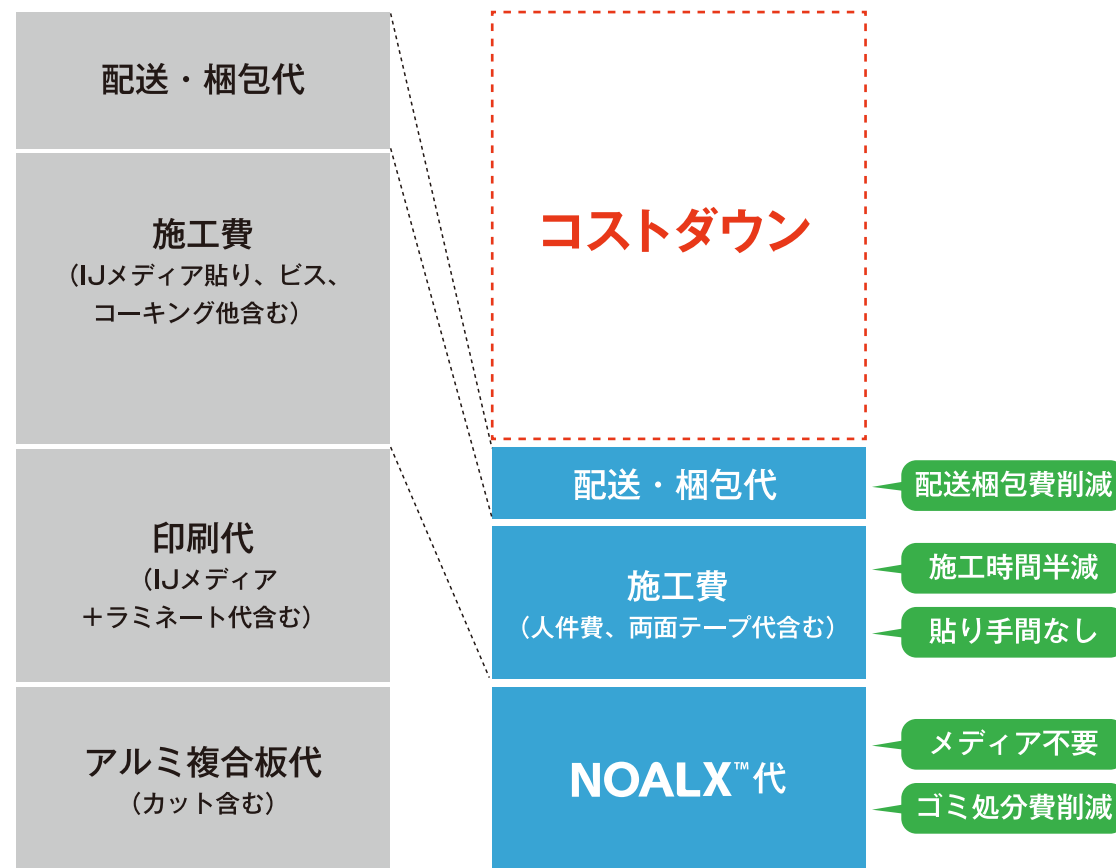 配送・梱包代
施工費
（IJメディア貼り、ビス、
コーキング他含む）
印刷代
（IJメディア
＋ラミネート代含む）
アルミ複合板代
（カット含む）
コストダウン
配送・梱包代
施工費
（人件費、両面テープ代含む）
NOALX™代
配送梱包費削減
施工時間半減
貼り手間なし
メディア不要
ゴミ処分費削減